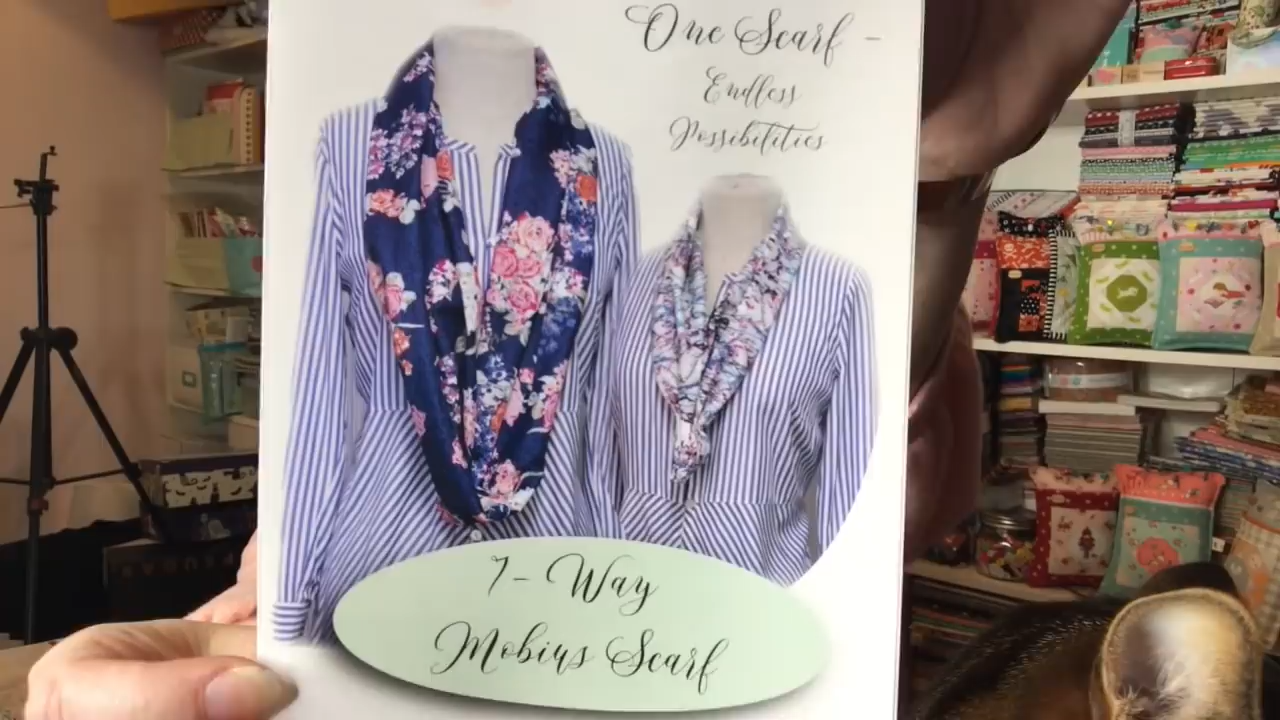 One Scarf -
Endless
Possibilities
7- Way
Mobius Scarf